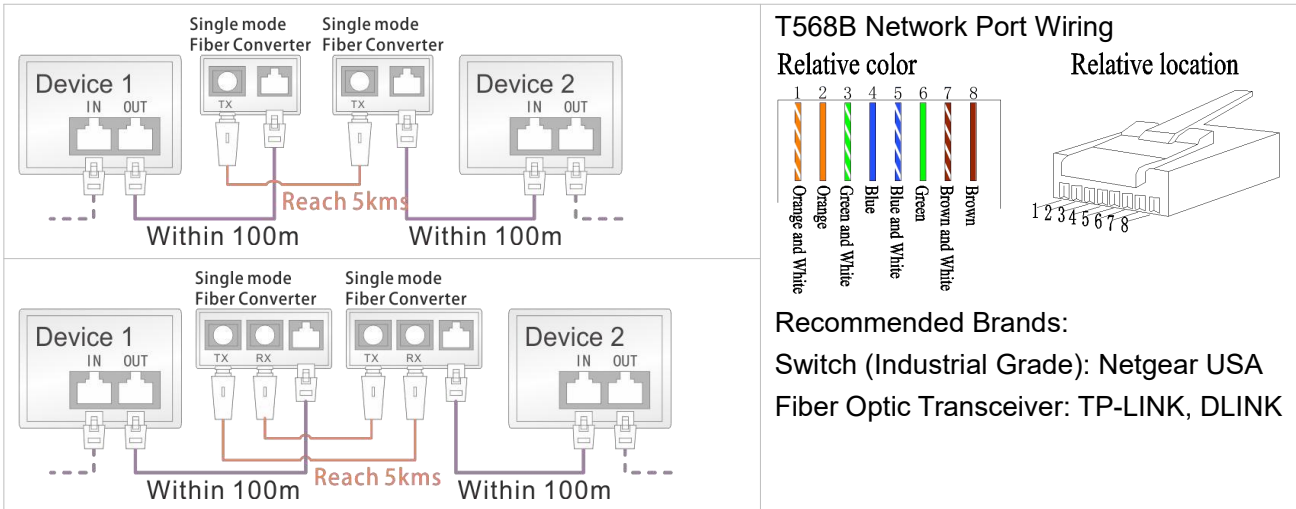 Single mode
Fiber Converter
Single mode
Fiber Converter
Device 1
IN OUT
TX
TX
Device 2
IN OUT
Reach 5kms
Within 100m
Within 100m
Single mode
Fiber Converter
Single mode
Fiber Converter
Device 1
IN OUT
TX RX
TX RX
Device 2
IN OUT
Reach 5kms
Within 100m
Within 100m
T568B Network Port Wiring
Relative color
Relative location
1 2 3 4 5 6 7 8
Orange and White
Orange
Green and White
Blue
Blue and White
Green
Brown and White
Brown
1 2 3 4 5 6 7 8
Recommended Brands:
Switch (Industrial Grade): Netgear USA
Fiber Optic Transceiver: TP-LINK, DLINK